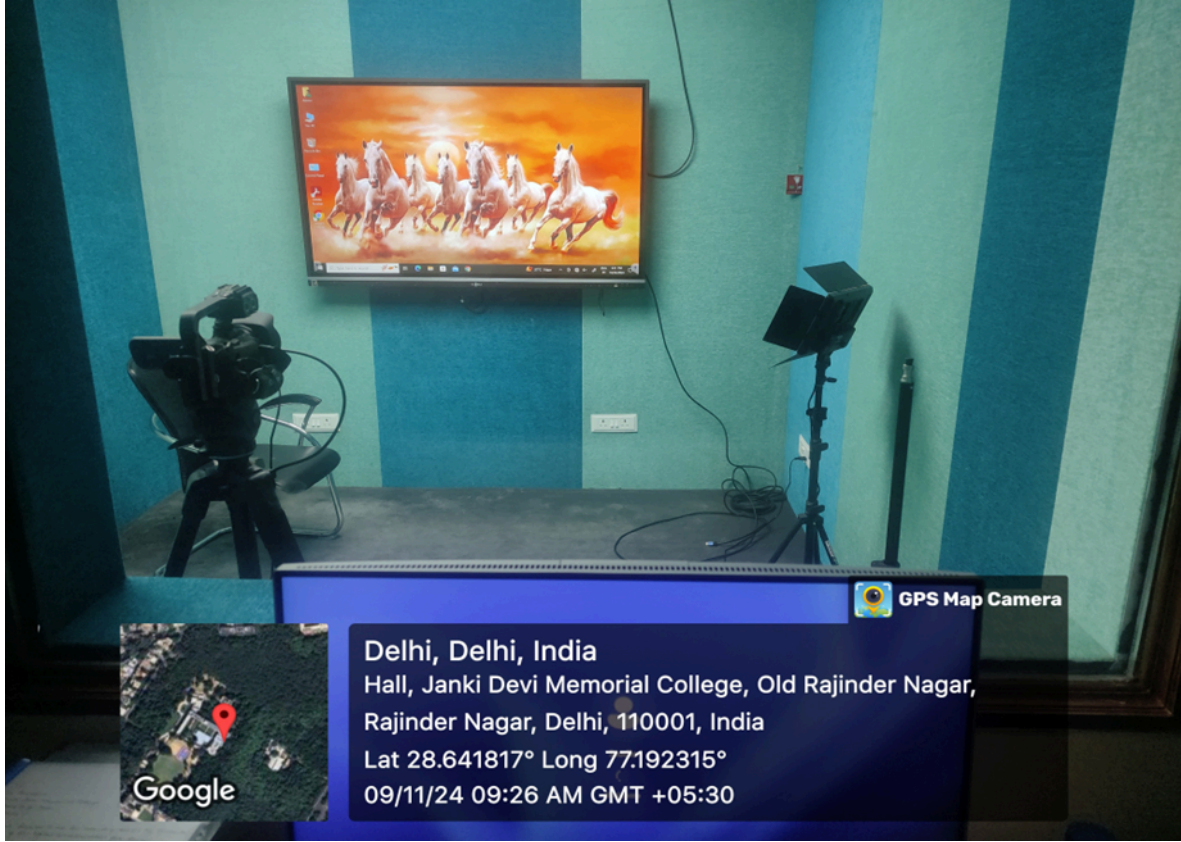 GPS Map Camera
Delhi, Delhi, India
Hall, Janki Devi Memorial College, Old Rajinder Nagar,
Rajinder Nagar, Delhi, 110001, India
Lat 28.641817° Long 77.192315°
09/11/24 09:26 AM GMT +05:30
Google